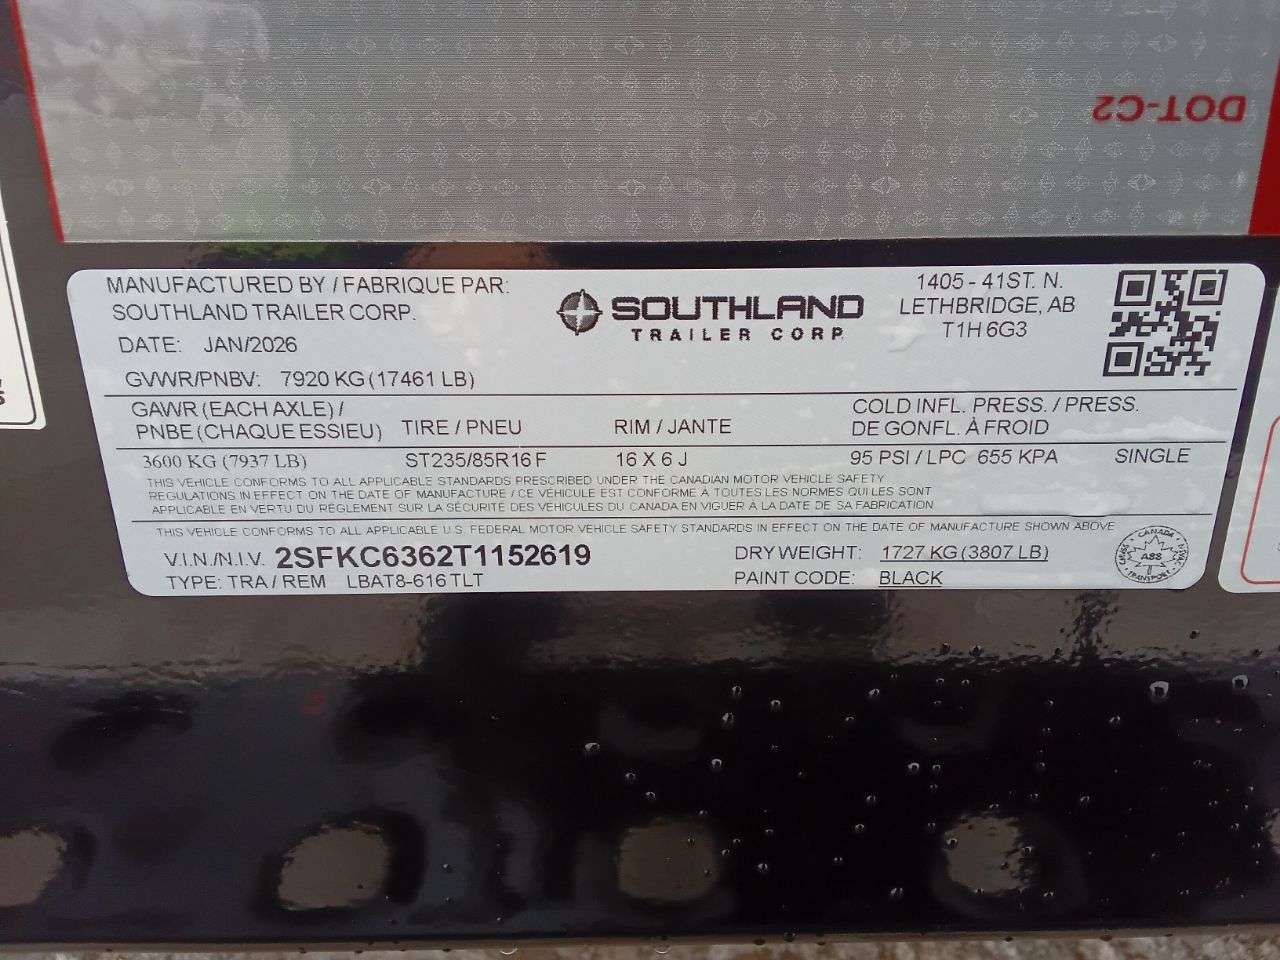 DOT-C2
MANUFACTURED BY / FABRIQUE PAR:
SOUTHLAND TRAILER CORP.
DATE: JAN/2026
GVWR/PNBV: 7920 KG (17461 LB)
SOUTHLAND
TRAILER CORP
1405 - 41ST. N.
LETHBRIDGE, AB
T1H 6G3
GAWR (EACH AXLE) /
PNBE (CHAQUE ESSIEU)
TIRE / PNEU
RIM / JANTE
COLD INFL. PRESS. / PRESS.
DE GONFL. À FROID
3600 KG (7937 LB) ST235/85R16 F 16 X 6 J 95 PSI / LPC 655 KPA SINGLE
THIS VEHICLE CONFORMS TO ALL APPLICABLE STANDARDS PRESCRIBED UNDER THE CANADIAN MOTOR VEHICLE SAFETY
REGULATIONS IN EFFECT ON THE DATE OF MANUFACTURE / CE VEHICULE EST CONFORME A TOUTES LES NORMES QUI LES SONT
APPLICABLE EN VERTU DU RÈGLEMENT SUR LA SÉCURITÉ DES VÉHICULES DU CANADA EN VIGUER À LA DATE DE SA FABRICATION
THIS VEHICLE CONFORMS TO ALL APPLICABLE U.S. FEDERAL MOTOR VEHICLE SAFETY STANDARDS IN EFFECT ON THE DATE OF MANUFACTURE SHOWN ABOVE
V.I.N./N.I.V. 2SFKC6362T1152619
TYPE: TRA / REM LBAT8-616 TLT
DRY WEIGHT: 1727 KG (3807 LB)
PAINT CODE: BLACK
CANADA
ASS
TRANSPORT